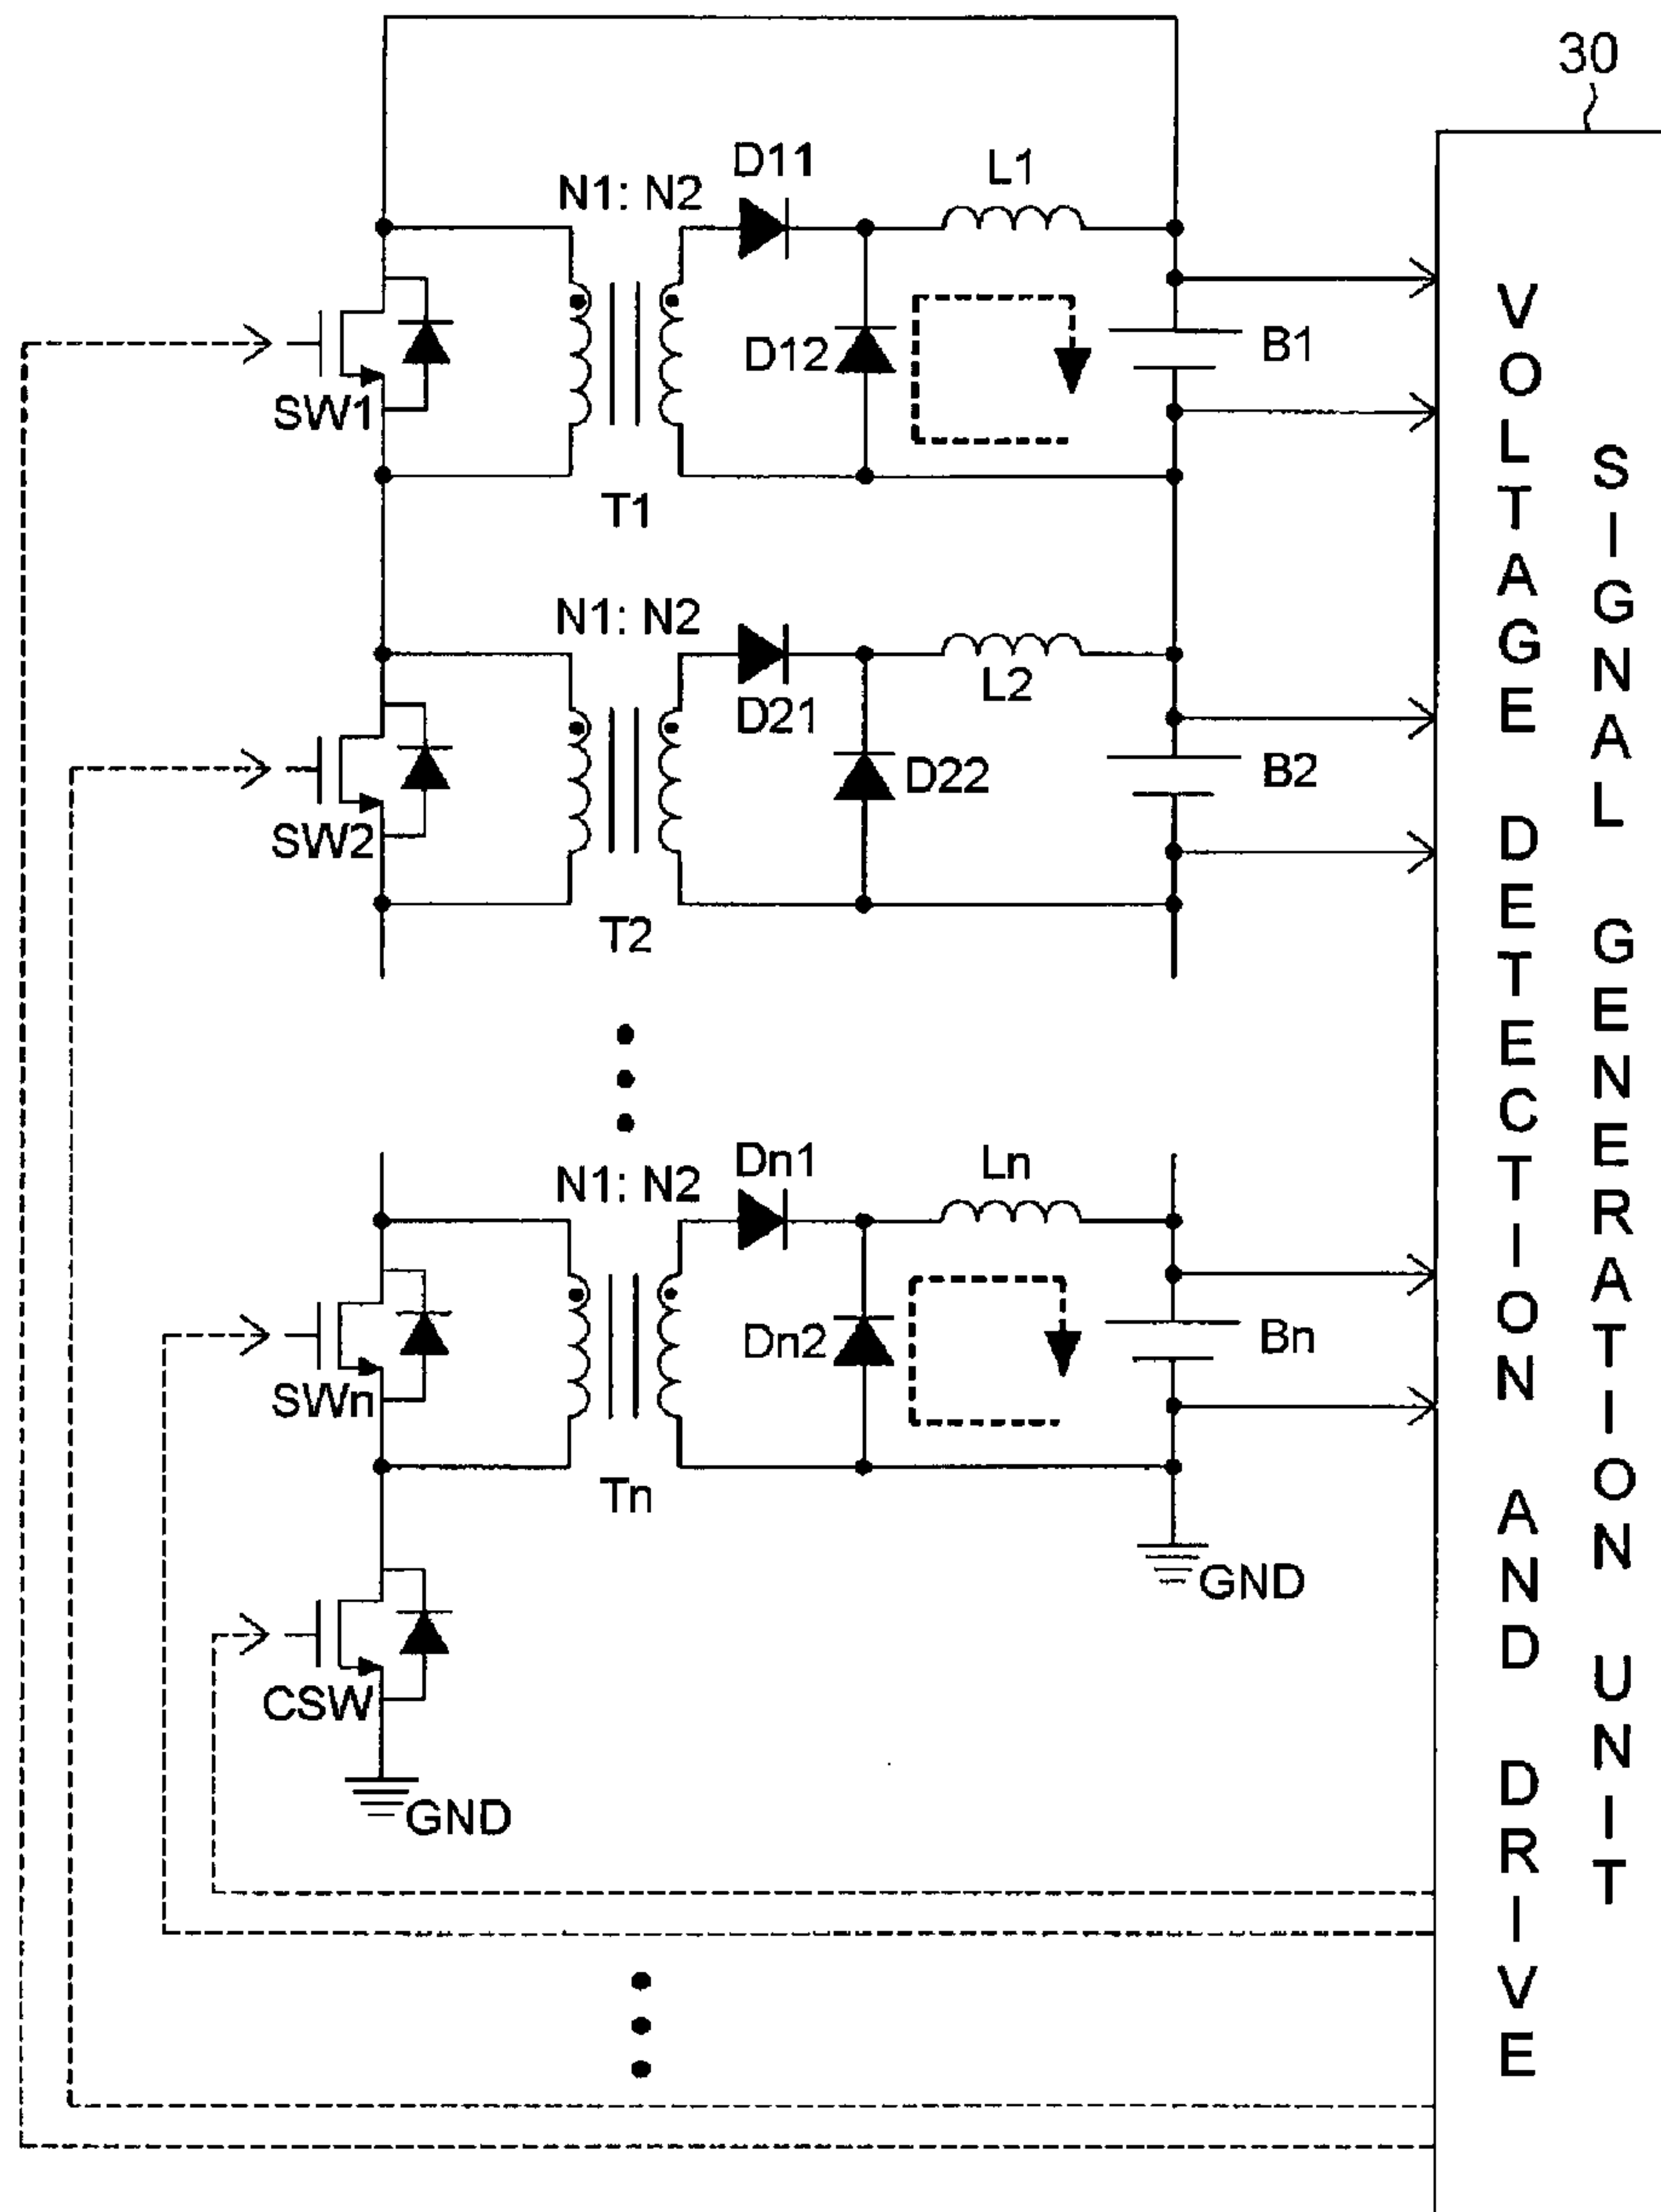 30
D11
L1
N1: N2
D12
B1
SW1
T1
N1: N2
D21
L2
D22
B2
SW2
T2
Dn1
Ln
N1: N2
Dn2
Bn
SWn
Tn
GND
CSW
GND
VOLTAGE DETECTION AND DRIVE
SIGNAL GENERATION UNIT